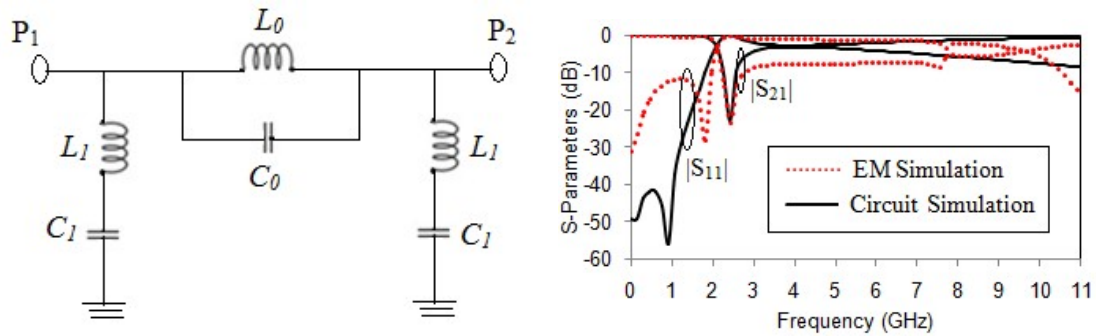 P1
L0
P2
L1
C0
L1
C1
C1
S-Parameters (dB)
0
-10
-20
-30
-40
-50
-60
|S21|
|S11|
EM Simulation
Circuit Simulation
0 1 2 3 4 5 6 7 8 9 10 11
Frequency (GHz)